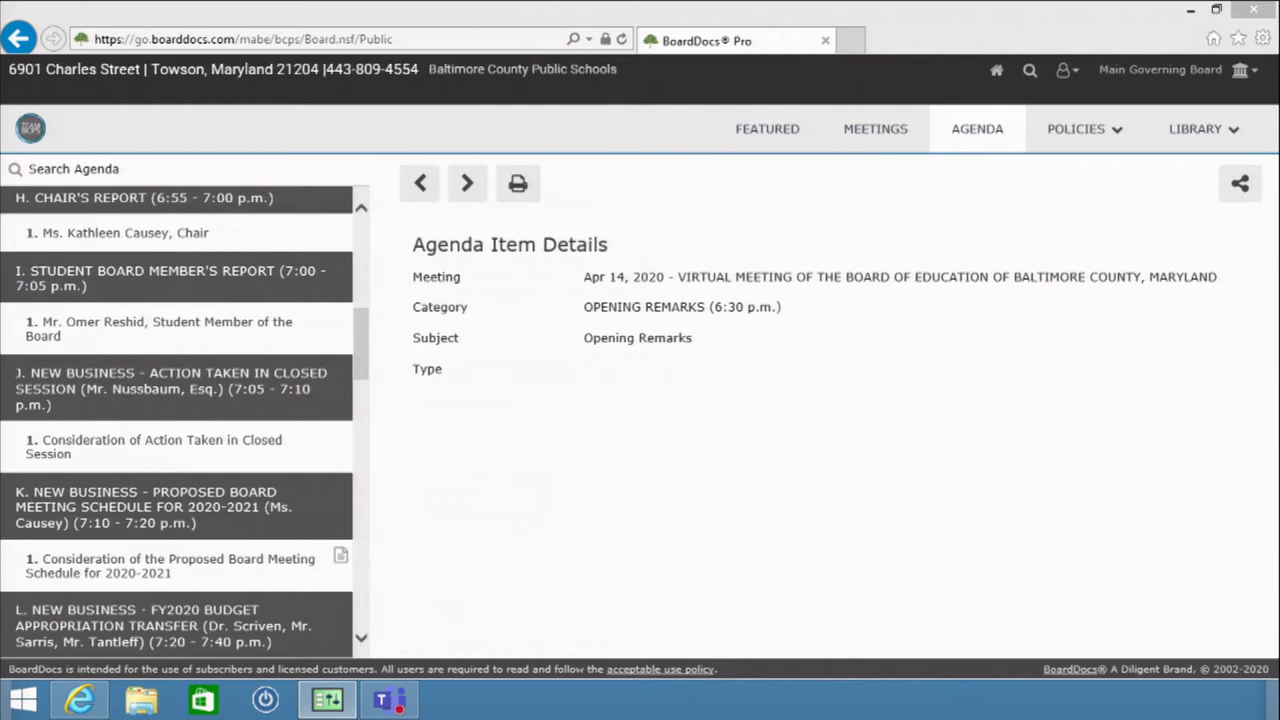 https://go.boarddocs.com/mabe/bcps/Board.nsf/Public
BoardDocs® Pro
6901 Charles Street | Towson, Maryland 21204 |443-809-4554 Baltimore County Public Schools
Main Governing Board
TEAM BCPS
FEATURED MEETINGS AGENDA POLICIES LIBRARY
Search Agenda
H. CHAIR'S REPORT (6:55 - 7:00 p.m.)
1. Ms. Kathleen Causey, Chair
I. STUDENT BOARD MEMBER'S REPORT (7:00 -
7:05 p.m.)
1. Mr. Omer Reshid, Student Member of the
Board
J. NEW BUSINESS - ACTION TAKEN IN CLOSED
SESSION (Mr. Nussbaum, Esq.) (7:05 - 7:10
p.m.)
1. Consideration of Action Taken in Closed
Session
K. NEW BUSINESS - PROPOSED BOARD
MEETING SCHEDULE FOR 2020-2021 (Ms.
Causey) (7:10 - 7:20 p.m.)
1. Consideration of the Proposed Board Meeting
Schedule for 2020-2021
L. NEW BUSINESS - FY2020 BUDGET
APPROPRIATION TRANSFER (Dr. Scriven, Mr.
Sarris, Mr. Tantleff) (7:20 - 7:40 p.m.)
Agenda Item Details
Meeting Apr 14, 2020 - VIRTUAL MEETING OF THE BOARD OF EDUCATION OF BALTIMORE COUNTY, MARYLAND
Category OPENING REMARKS (6:30 p.m.)
Subject Opening Remarks
Type
BoardDocs is intended for the use of subscribers and licensed customers. All users are required to read and follow the acceptable use policy.
BoardDocs® A Diligent Brand, © 2002-2020